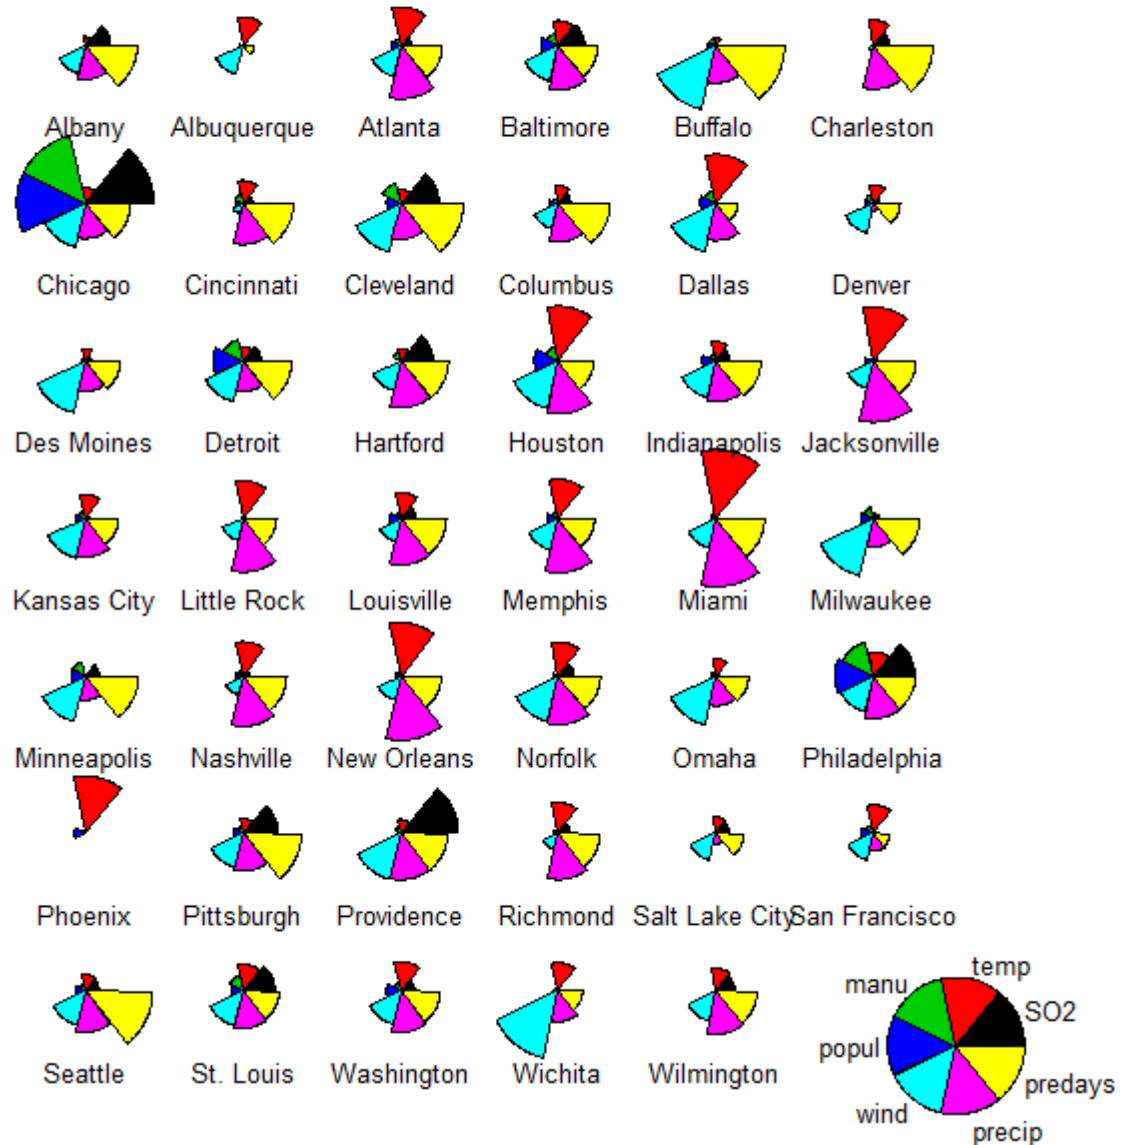 Albany Albuquerque Atlanta Baltimore Buffalo Charleston
Chicago Cincinnati Cleveland Columbus Dallas Denver
Des Moines Detroit Hartford Houston Indianapolis Jacksonville
Kansas City Little Rock Louisville Memphis Miami Milwaukee
Minneapolis Nashville New Orleans Norfolk Omaha Philadelphia
Phoenix Pittsburgh Providence Richmond Salt Lake City San Francisco
Seattle St. Louis Washington Wichita Wilmington
temp
manu
SO2
popul
predays
wind
precip